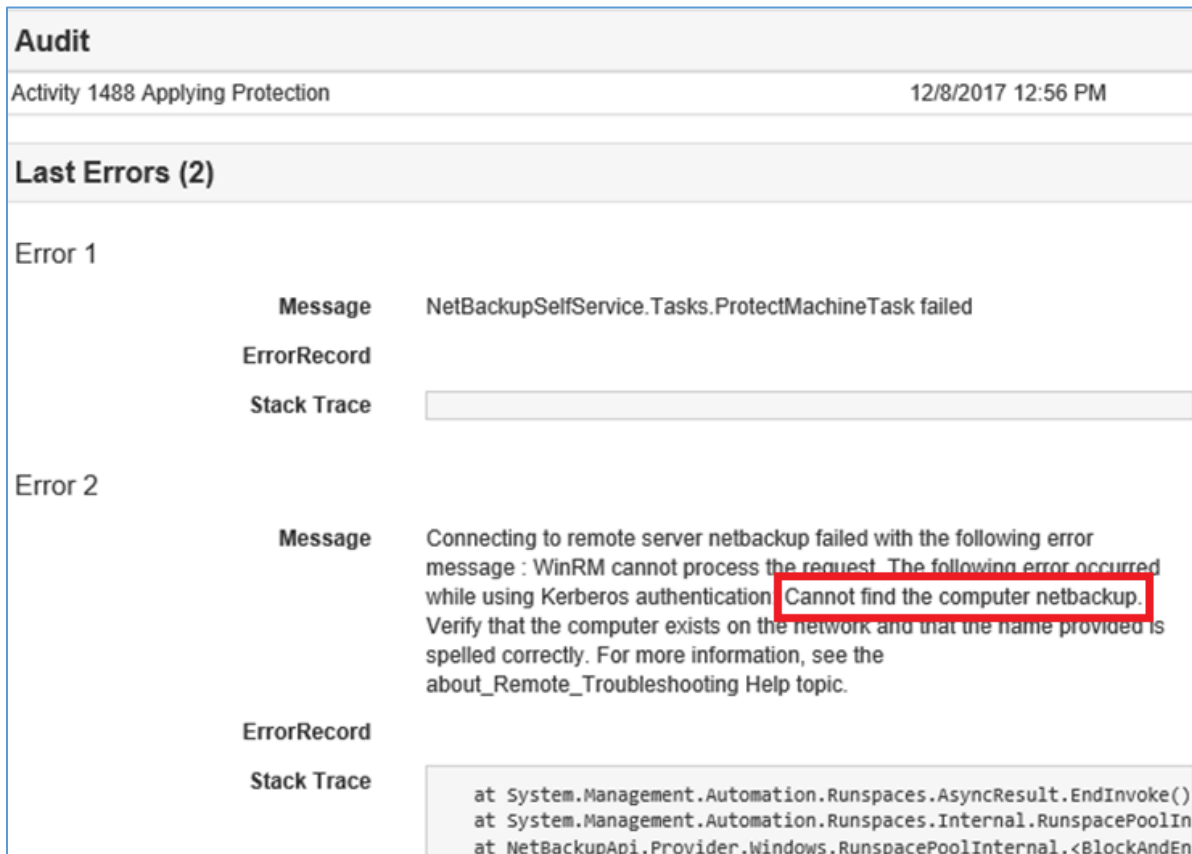 Audit
Activity 1488 Applying Protection 12/8/2017 12:56 PM
Last Errors (2)
Error 1
Message NetBackupSelfService.Tasks.ProtectMachineTask failed
ErrorRecord
Stack Trace
Error 2
Message Connecting to remote server netbackup failed with the following error
message : WinRM cannot process the request. The following error occurred
while using Kerberos authentication: Cannot find the computer netbackup.
Verify that the computer exists on the network and that the name provided is
spelled correctly. For more information, see the
about_Remote_Troubleshooting Help topic.
ErrorRecord
Stack Trace at System.Management.Automation.Runspaces.AsyncResult.EndInvoke()
at System.Management.Automation.Runspaces.Internal.RunspacePoolIn
at NetBackupApi.Provider.Windows.RunspacePoolInternal.<BlockAndEn